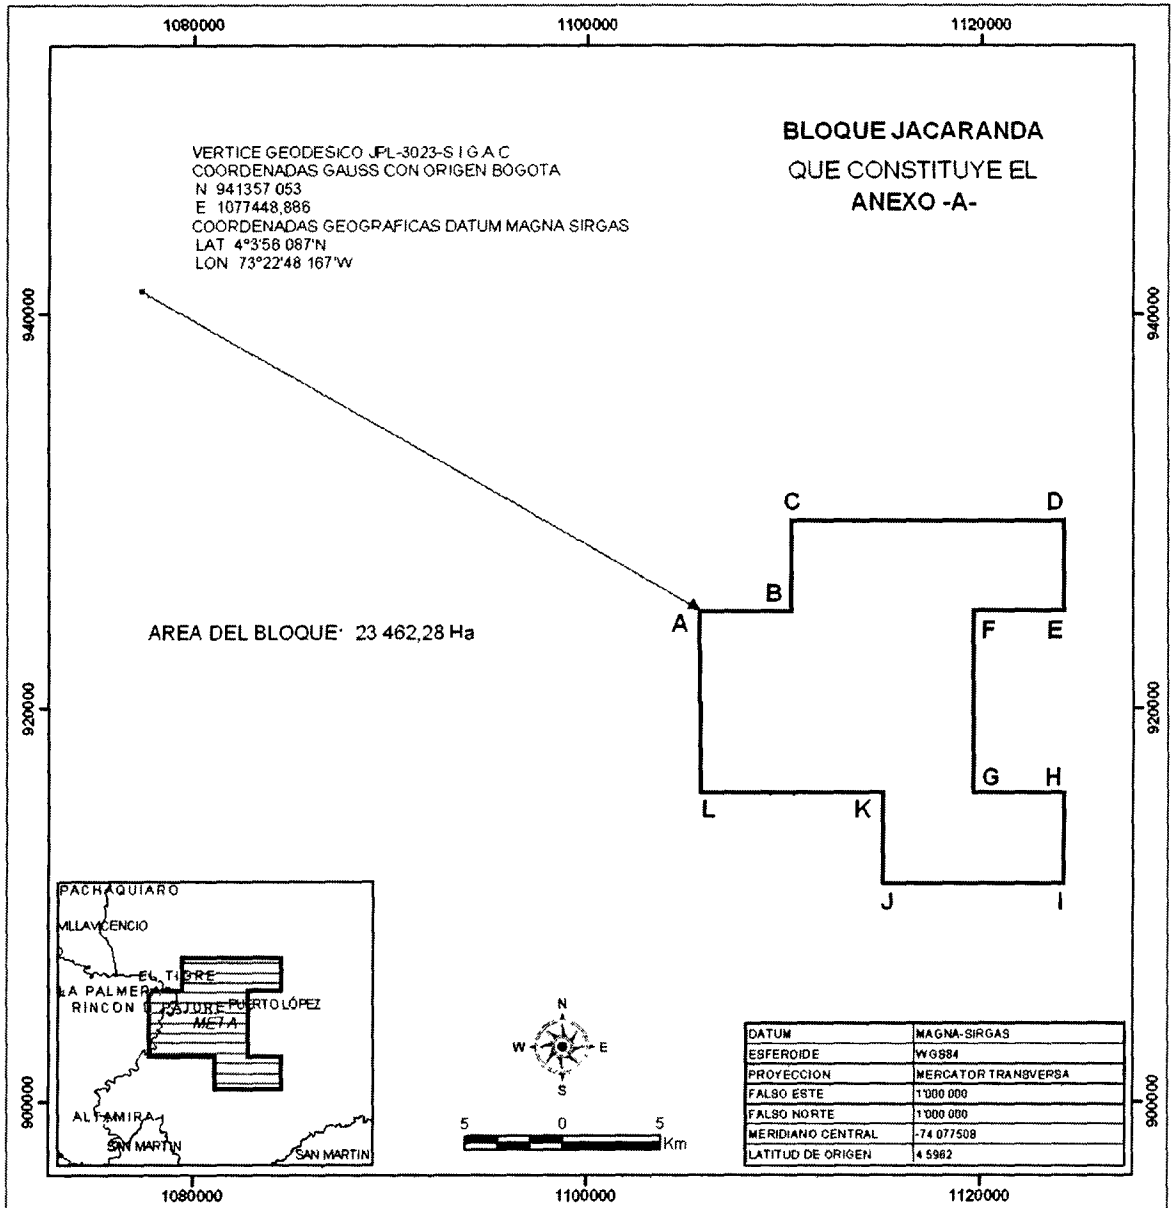 1080000
1100000
1120000
BLOQUE JACARANDA
QUE CONSTITUYE EL
ANEXO -A-
VERTICE GEODESICO JPL-3023-S I G A C
COORDENADAS GAUSS CON ORIGEN BOGOTA
N 941357 053
E 1077448,886
COORDENADAS GEOGRAFICAS DATUM MAGNA SIRGAS
LAT 4°3'56 087'N
LON 73°22'48 167'W
940000
940000
C
D
B
A
F
E
AREA DEL BLOQUE: 23 462,28 Ha
920000
920000
G
H
L
K
J
I
PACHAQUIARO
VILLAVICENCIO
EL TIGRE
LA PALMERA
PUERTO LÓPEZ
RINCON D PAJURE
META
ALTAMIRA
SAN MARTIN
SAN MARTIN
N
W
E
S
5
0
5
Km
DATUM MAGNA-SIRGAS
ESFEROIDE WGS84
PROYECCION MERCATOR TRANSVERSA
FALSO ESTE 1'000 000
FALSO NORTE 1'000 000
MERIDIANO CENTRAL -74 077508
LATITUD DE ORIGEN 4 5962
900000
900000
1080000
1100000
1120000